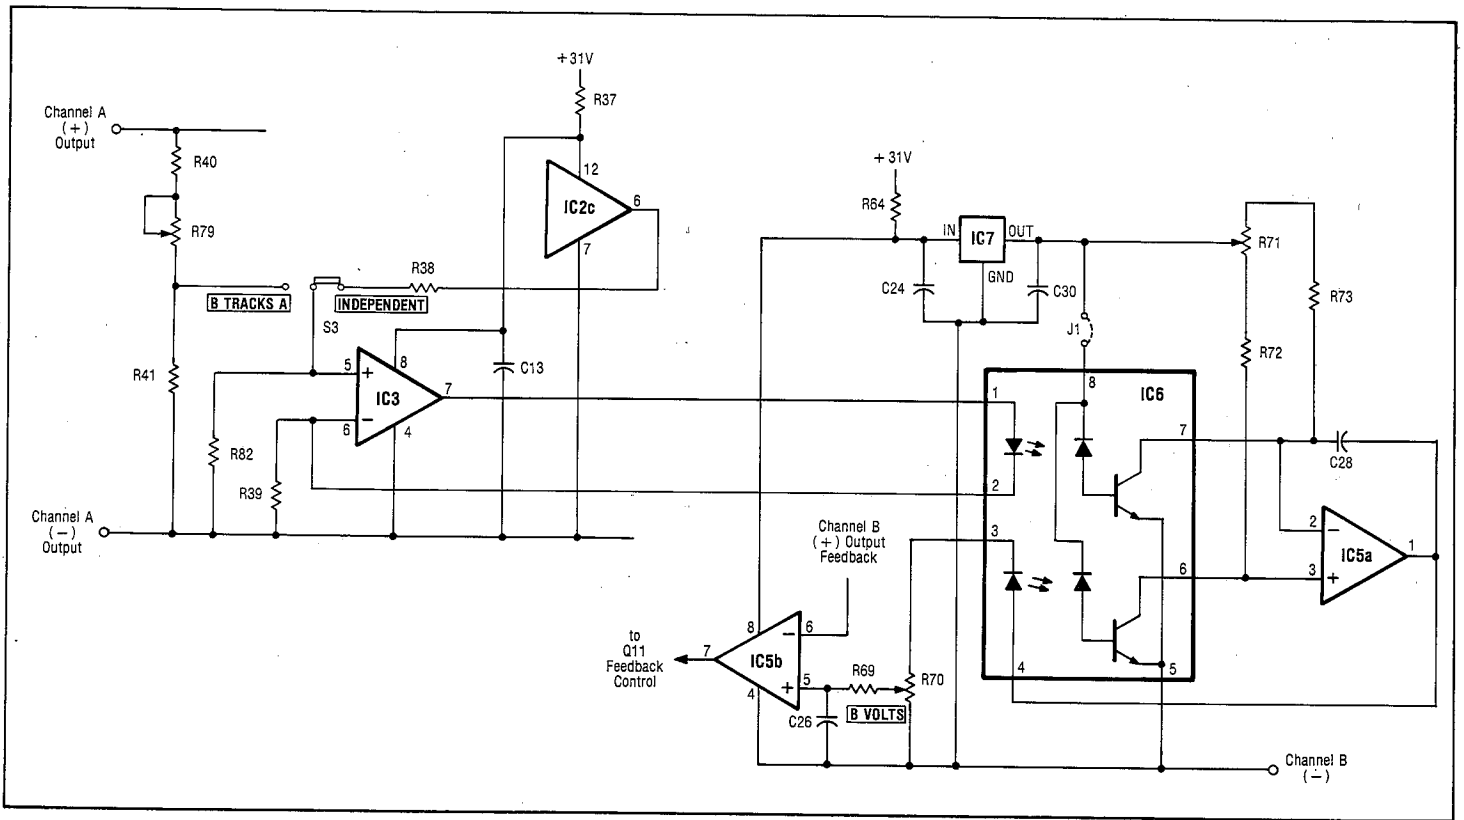 +31V
R37
Channel A
(+)
Output
R40
12
IC2c
6
7
+ 31V
R64
R79
IN
IC7
OUT
R71
GND
R38
B TRACKS A
INDEPENDENT
S3
C24
C30
R73
J1
R72
R41
5
+
8
IC3
7
C13
−
6
4
8
1
IC6
7
C28
R82
R39
2
Channel A
(−)
Output
Channel B
(+) Output
Feedback
3
2
−
IC5a
1
3
+
6
8
−
6
to
Q11
Feedback
Control
7
IC5b
4
+
5
R69
R70
4
5
C26
B VOLTS
Channel B
(−)